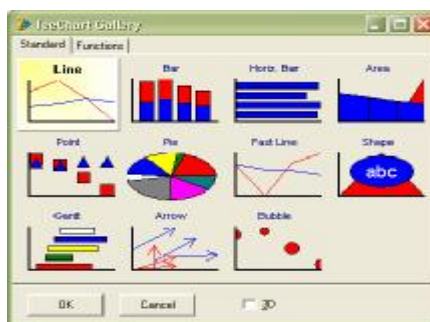 TeeChart Gallery
Standard Functions
Line Bar Horiz. Bar Area
Point Pie Fast Line Shape
abc
Gantt Arrow Bubble
OK Cancel 3D